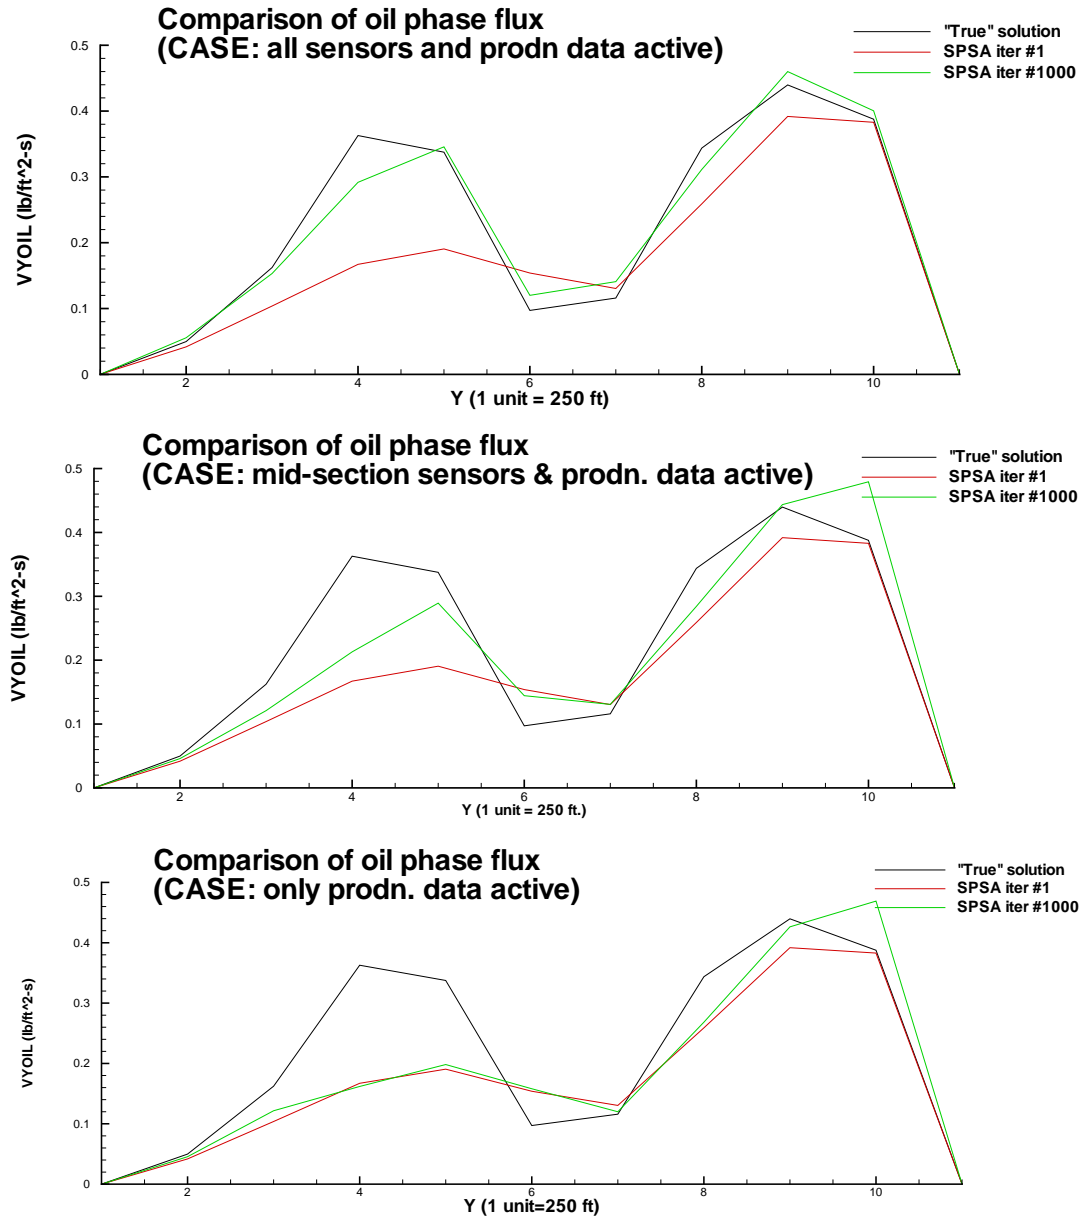 Comparison of oil phase flux
(CASE: all sensors and prodn data active)
"True" solution
SPSA iter #1
SPSA iter #1000
VYOIL (lb/ft^2-s)
0.5
0.4
0.3
0.2
0.1
0
2 4 6 8 10
Y (1 unit = 250 ft)
Comparison of oil phase flux
(CASE: mid-section sensors & prodn. data active)
"True" solution
SPSA iter #1
SPSA iter #1000
VYOIL (lb/ft^2-s)
0.5
0.4
0.3
0.2
0.1
0
2 4 6 8 10
Y (1 unit = 250 ft.)
Comparison of oil phase flux
(CASE: only prodn. data active)
"True" solution
SPSA iter #1
SPSA iter #1000
VYOIL (lb/ft^2-s)
0.5
0.4
0.3
0.2
0.1
0
2 4 6 8 10
Y (1 unit=250 ft)